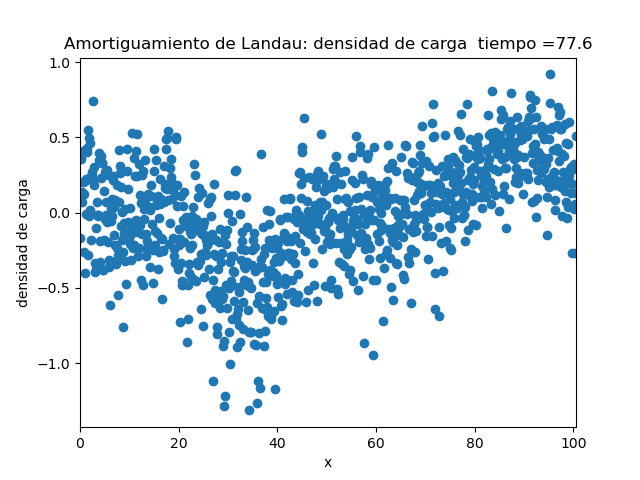 Amortiguamiento de Landau: densidad de carga  tiempo =77.6
1.0
0.5
0.0
−0.5
−1.0
densidad de carga
0 20 40 60 80 100
x